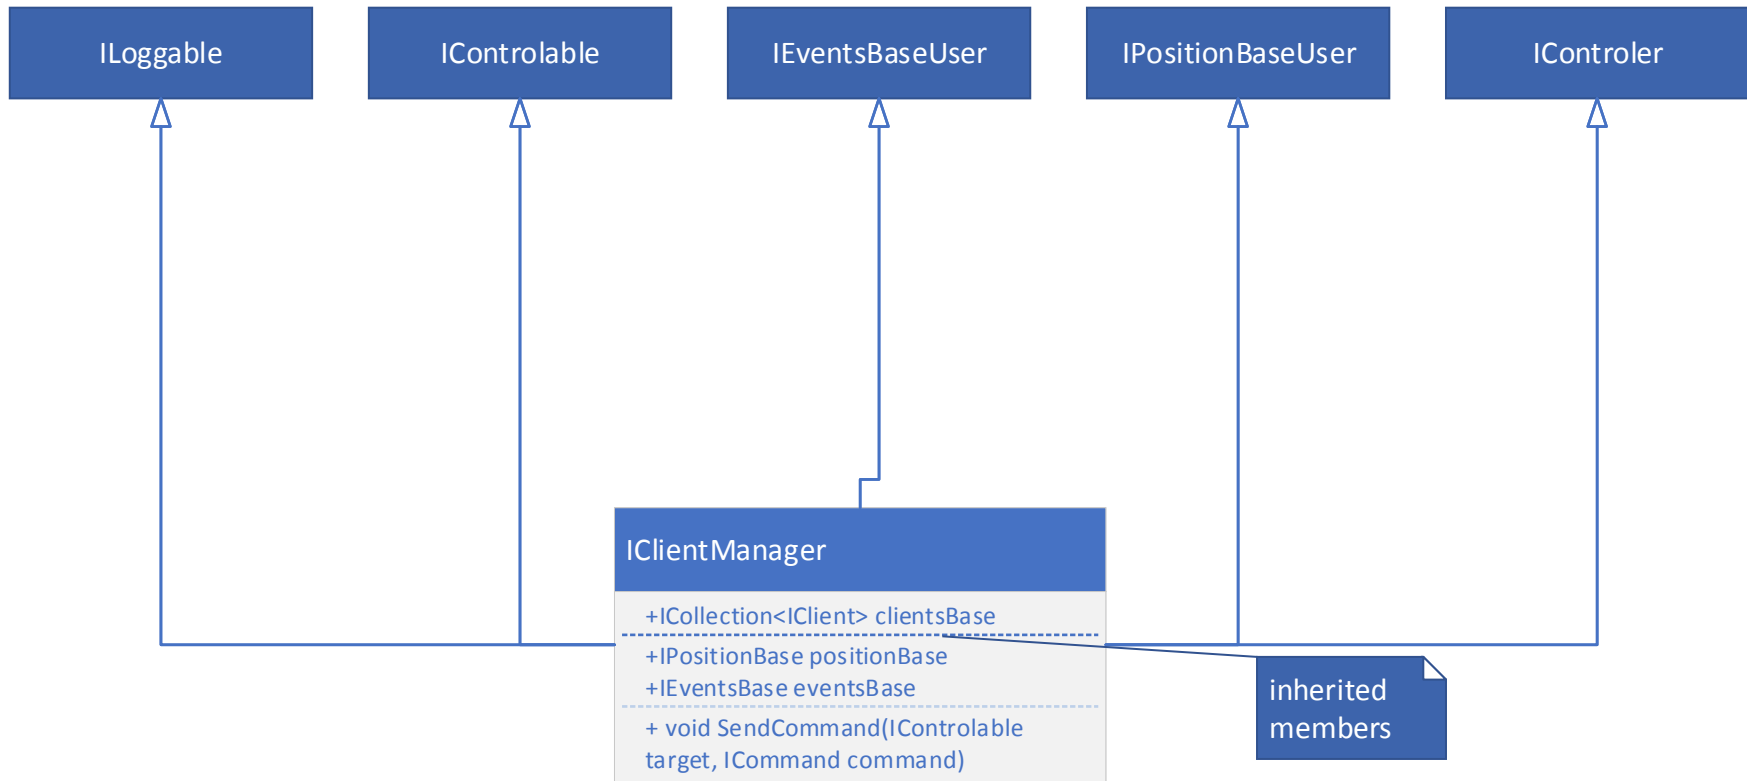 ILoggable
IControlable
IEventsBaseUser
IPositionBaseUser
IControler
IClientManager
+ICollection<IClient> clientsBase
+IPositionBase positionBase
+IEventsBase eventsBase
+ void SendCommand(IControlable
target, ICommand command)
inherited
members